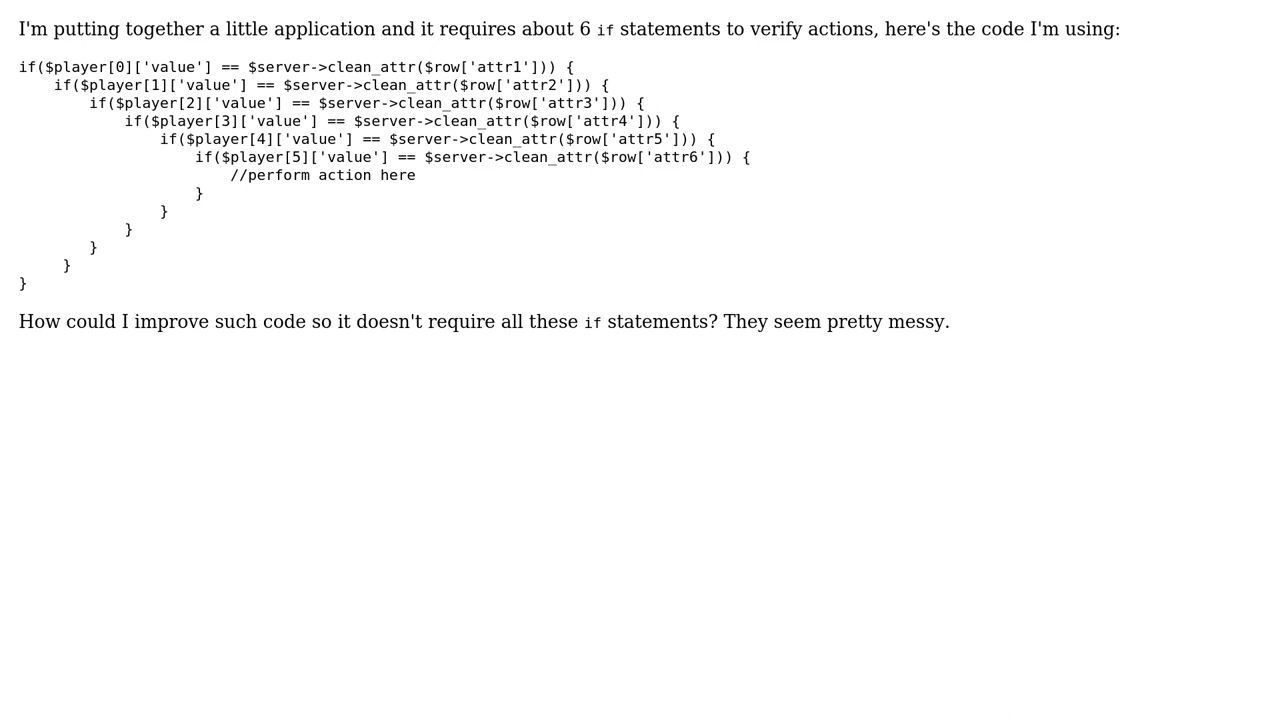 I'm putting together a little application and it requires about 6 if statements to verify actions, here's the code I'm using:
if($player[0]['value'] == $server->clean_attr($row['attr1'])) {
    if($player[1]['value'] == $server->clean_attr($row['attr2'])) {
        if($player[2]['value'] == $server->clean_attr($row['attr3'])) {
            if($player[3]['value'] == $server->clean_attr($row['attr4'])) {
                if($player[4]['value'] == $server->clean_attr($row['attr5'])) {
                    if($player[5]['value'] == $server->clean_attr($row['attr6'])) {
                        //perform action here
                    }
                }
            }
        }
     }
}
How could I improve such code so it doesn't require all these if statements? They seem pretty messy.